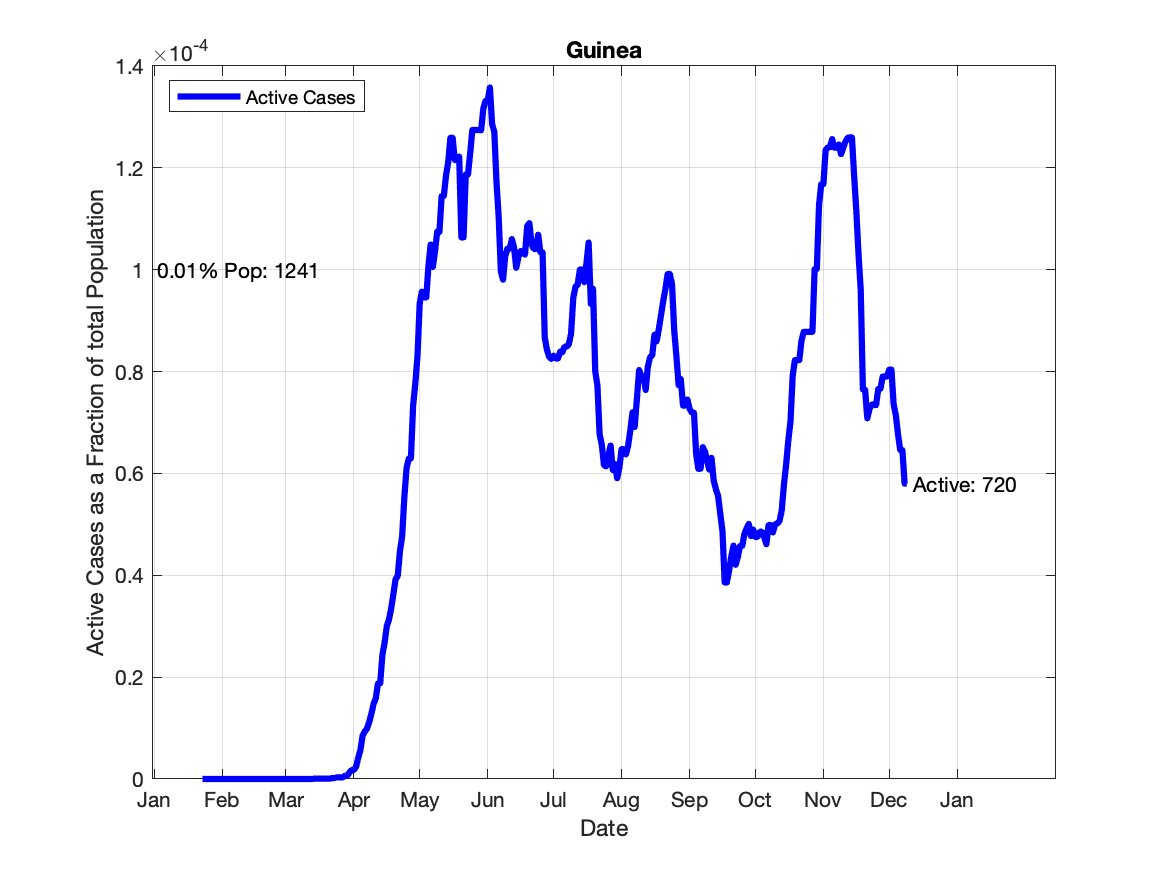 Guinea
×10-4
1.4
1.2
1
0.8
0.6
0.4
0.2
0
Active Cases
0.01% Pop: 1241
Active: 720
Active Cases as a Fraction of total Population
Jan Feb Mar Apr May Jun Jul Aug Sep Oct Nov Dec Jan
Date